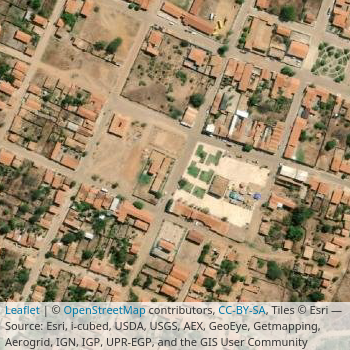 Leaflet | © OpenStreetMap contributors, CC-BY-SA, Tiles © Esri —
Source: Esri, i-cubed, USDA, USGS, AEX, GeoEye, Getmapping,
Aerogrid, IGN, IGP, UPR-EGP, and the GIS User Community